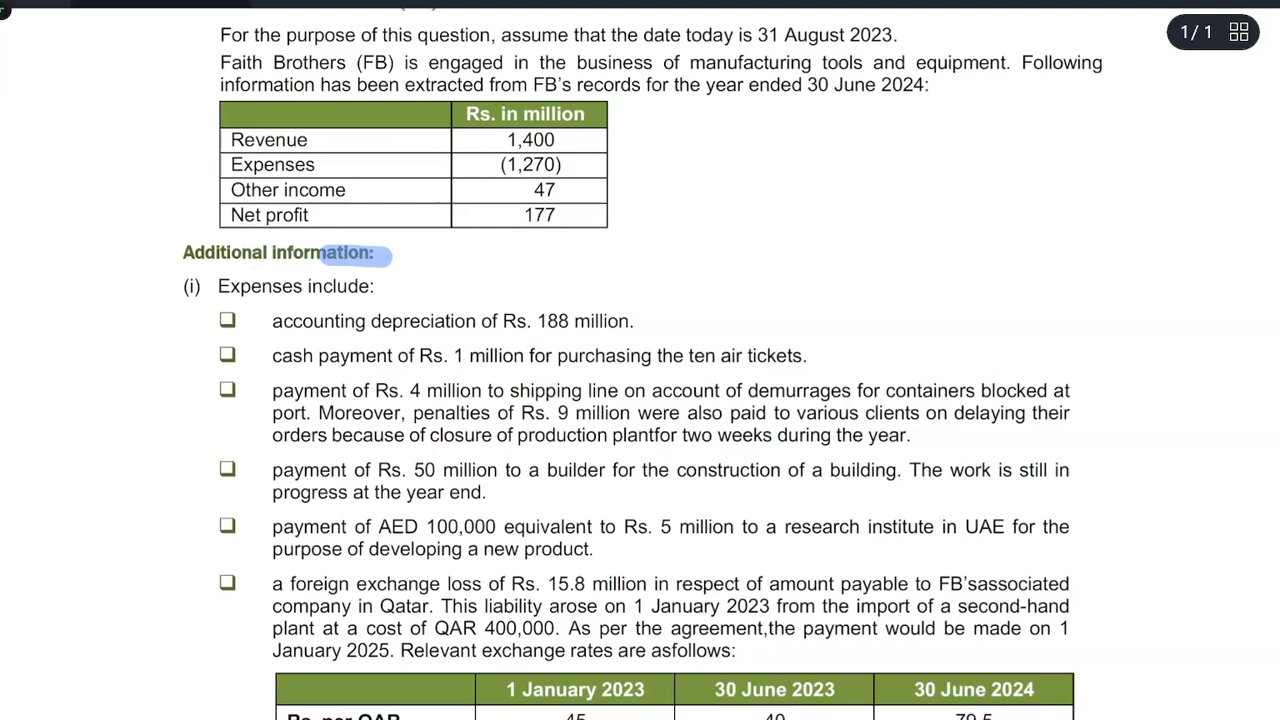 1/1
For the purpose of this question, assume that the date today is 31 August 2023.
Faith Brothers (FB) is engaged in the business of manufacturing tools and equipment. Following
information has been extracted from FB's records for the year ended 30 June 2024:
Rs. in million
Revenue 1,400
Expenses (1,270)
Other income 47
Net profit 177
Additional information:
(i) Expenses include:
❑ accounting depreciation of Rs. 188 million.
❑ cash payment of Rs. 1 million for purchasing the ten air tickets.
❑ payment of Rs. 4 million to shipping line on account of demurrages for containers blocked at
port. Moreover, penalties of Rs. 9 million were also paid to various clients on delaying their
orders because of closure of production plantfor two weeks during the year.
❑ payment of Rs. 50 million to a builder for the construction of a building. The work is still in
progress at the year end.
❑ payment of AED 100,000 equivalent to Rs. 5 million to a research institute in UAE for the
purpose of developing a new product.
❑ a foreign exchange loss of Rs. 15.8 million in respect of amount payable to FB'sassociated
company in Qatar. This liability arose on 1 January 2023 from the import of a second-hand
plant at a cost of QAR 400,000. As per the agreement,the payment would be made on 1
January 2025. Relevant exchange rates are asfollows:
1 January 2023 30 June 2023 30 June 2024
Rs. per QAR 45 40 79.5